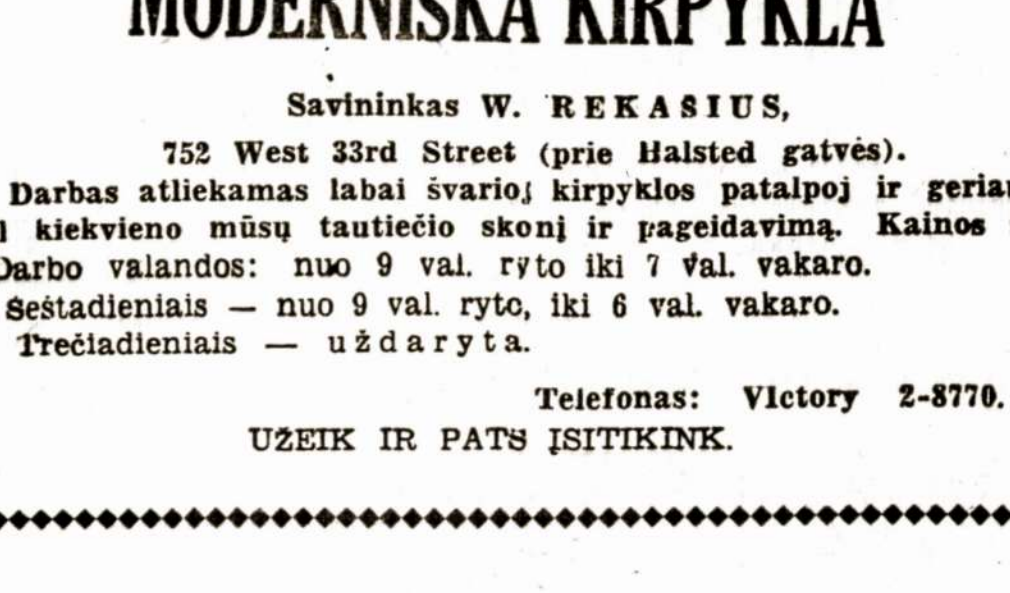 MODERNIŠKA KIRPYKLA
Savininkas W. REKAŠIUS,
752 West 33rd Street (prie Halsted gatvės).
Darbas atliekamas labai švarioj kirpyklos patalpoj ir
kiekvieno mūsų tautiečio skonį ir pageidavimą. Kainos
Darbo valandos: nuo 9 val. ryto iki 7 val. vakaro.
Šeštadieniais — nuo 9 val. ryto, iki 6 val. vakaro.
Trečiadieniais — uždaryta.
Telefonas: VIctory 2-8770.
UŽEIK IR PATS ĮSITIKINK.